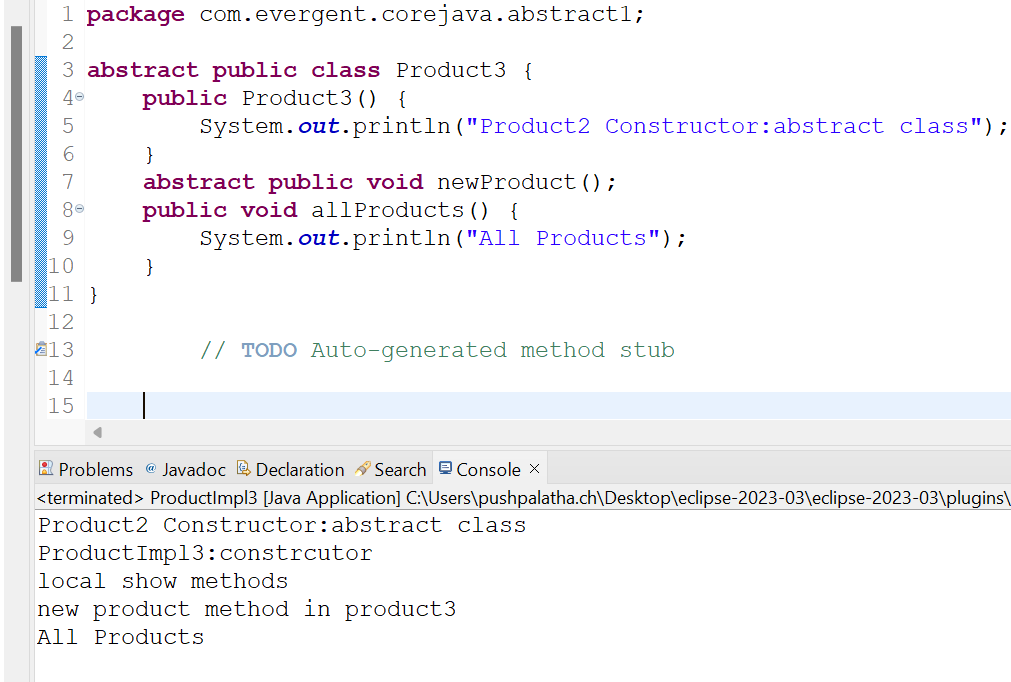 1 package com.evergent.corejava.abstract1;
2
3 abstract public class Product3 {
4 public Product3() {
5 System.out.println("Product2 Constructor:abstract class");
6 }
7 abstract public void newProduct();
8 public void allProducts() {
9 System.out.println("All Products");
10 }
11 }
12
13 // TODO Auto-generated method stub
14
15
Problems @ Javadoc Declaration Search Console ×
<terminated> ProductImpl3 [Java Application] C:\Users\pushpalatha.ch\Desktop\eclipse-2023-03\eclipse-2023-03\plugins\
Product2 Constructor:abstract class
ProductImpl3:constrcutor
local show methods
new product method in product3
All Products